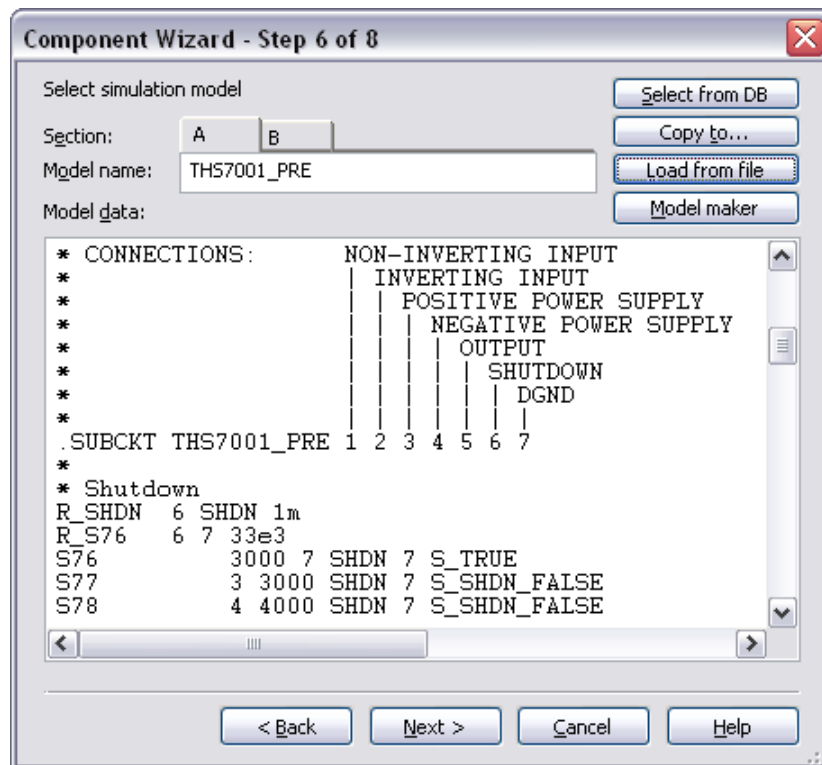 Component Wizard - Step 6 of 8
Select simulation model
Select from DB
Section:
A
B
Copy to...
Model name:
THS7001_PRE
Load from file
Model data:
Model maker
* CONNECTIONS: NON-INVERTING INPUT
* | INVERTING INPUT
* | | POSITIVE POWER SUPPLY
* | | | NEGATIVE POWER SUPPLY
* | | | | OUTPUT
* | | | | | SHUTDOWN
* | | | | | | DGND
* | | | | | | |
.SUBCKT THS7001_PRE 1 2 3 4 5 6 7
*
* Shutdown
R_SHDN 6 SHDN 1m
R_S76 6 7 33e3
S76 3000 7 SHDN 7 S_TRUE
S77 3 3000 SHDN 7 S_SHDN_FALSE
S78 4 4000 SHDN 7 S_SHDN_FALSE
< Back
Next >
Cancel
Help